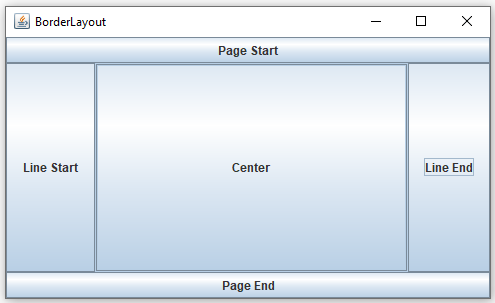 BorderLayout
Page Start
Line Start
Center
Line End
Page End